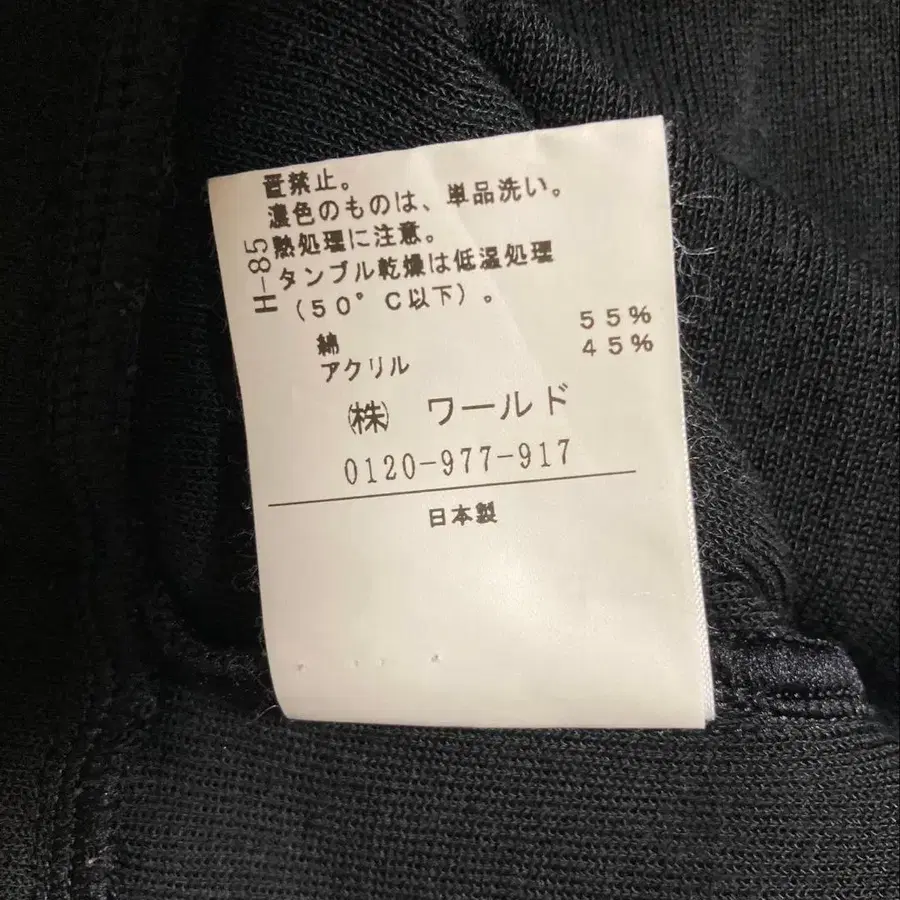 置禁止。
濃色のものは、単品洗い。
熱処理に注意。
タンブル乾燥は低温処理
(50°C以下)。
H-85
綿 55%
アクリル 45%
㈱ ワールド
0120-977-917
日本製